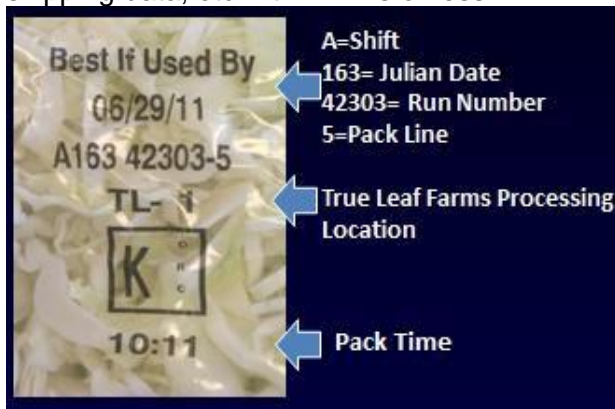 Best If Used By
06/29/11
A163 42303-5
TL- 1
K
O
R
C
10:11
A=Shift
163= Julian Date
42303= Run Number
5=Pack Line
True Leaf Farms Processing
Location
Pack Time